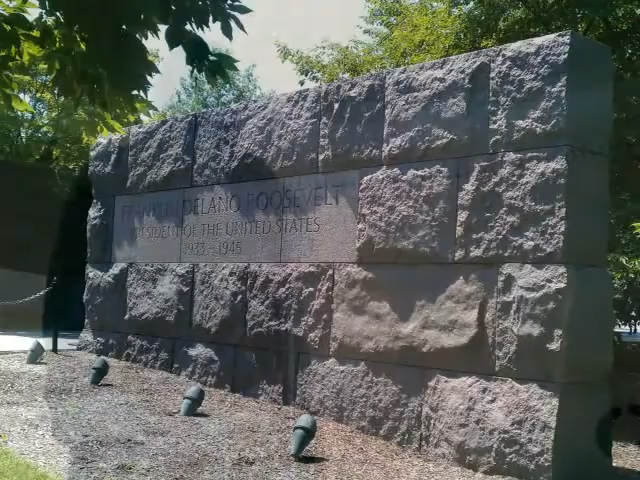 FRANKLIN DELANO ROOSEVELT
PRESIDENT OF THE UNITED STATES
1933 - 1945